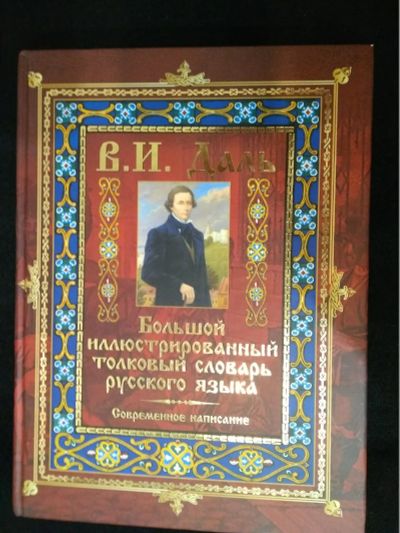 В.И. Даль
Большой
иллюстрированный
толковый словарь
русского языка
Современное написание